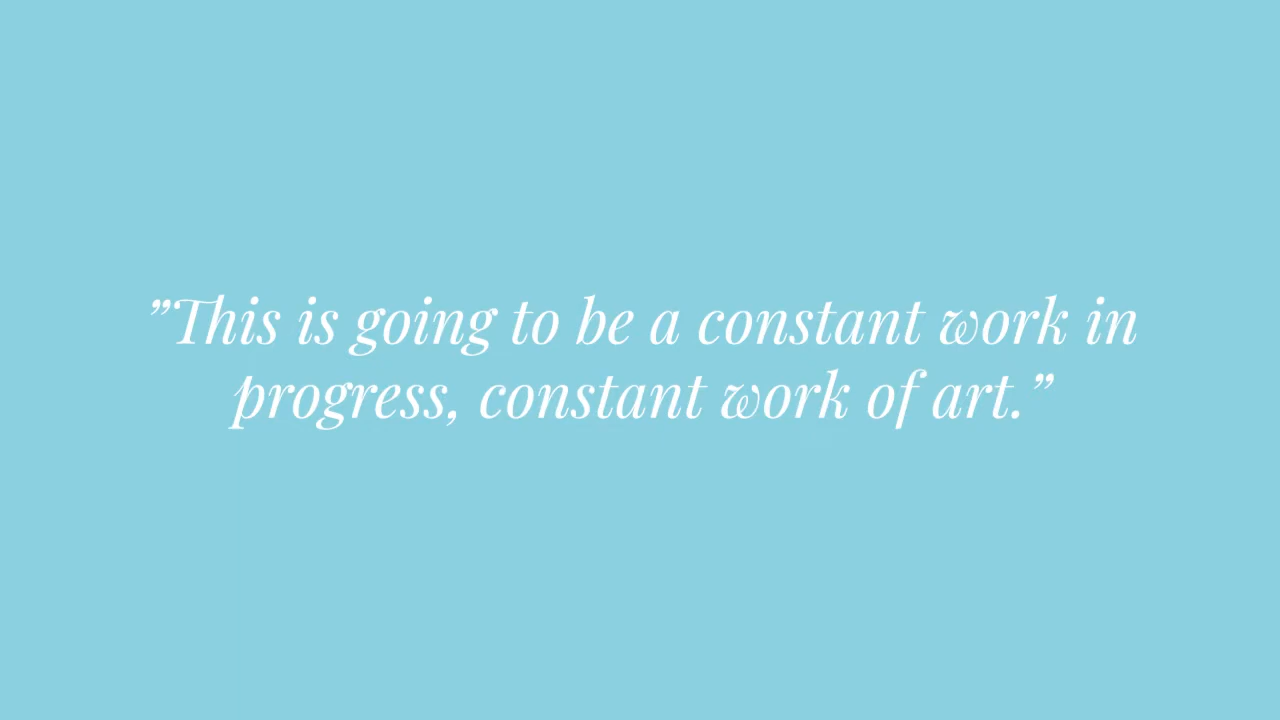 ”This is going to be a constant work in
progress, constant work of art.”